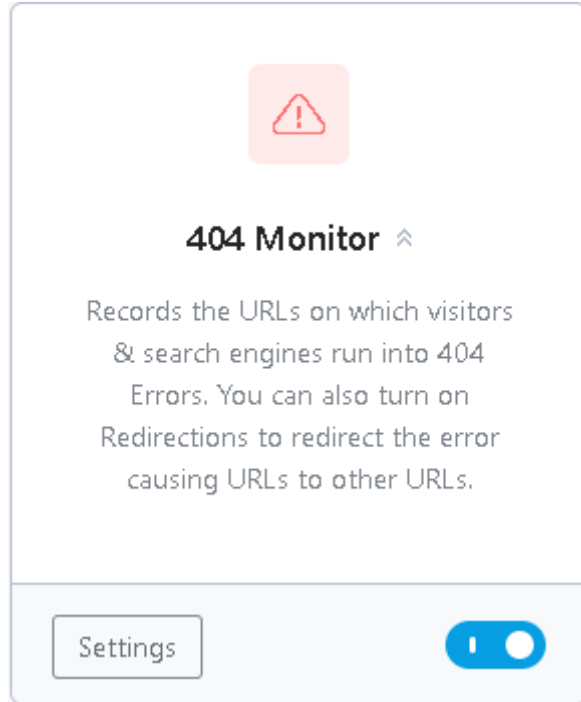 404 Monitor
Records the URLs on which visitors
& search engines run into 404
Errors. You can also turn on
Redirections to redirect the error
causing URLs to other URLs.
Settings